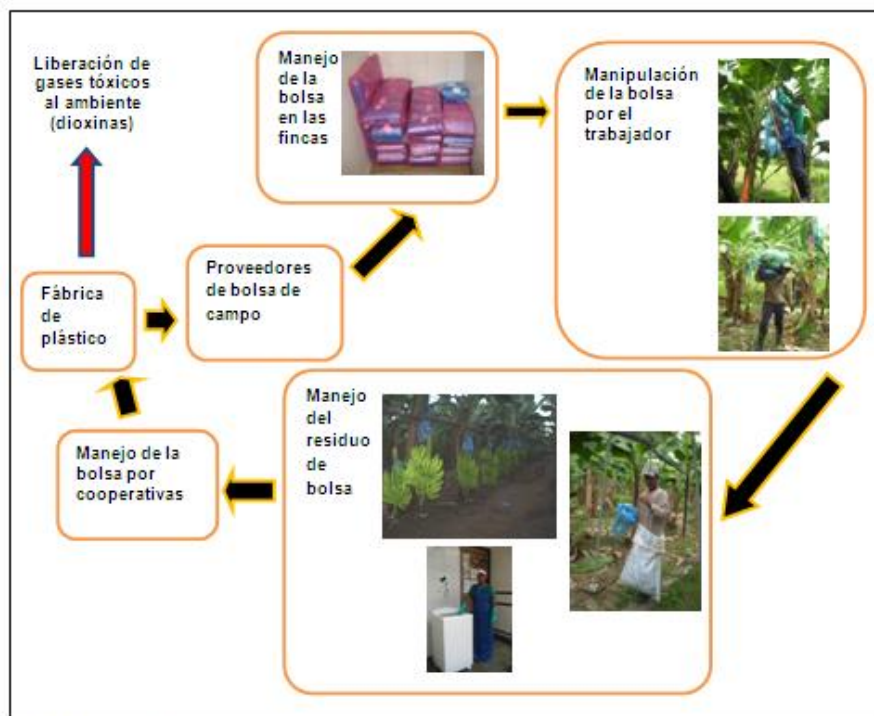 Liberación de
gases tóxicos
al ambiente
(dioxinas)
Manejo
de la
bolsa
en las
fincas
Manipulación
de la bolsa
por el
trabajador
Fábrica
de
plástico
Proveedores
de bolsa de
campo
Manejo
del
residuo
de
bolsa
Manejo de la
bolsa por
cooperativas